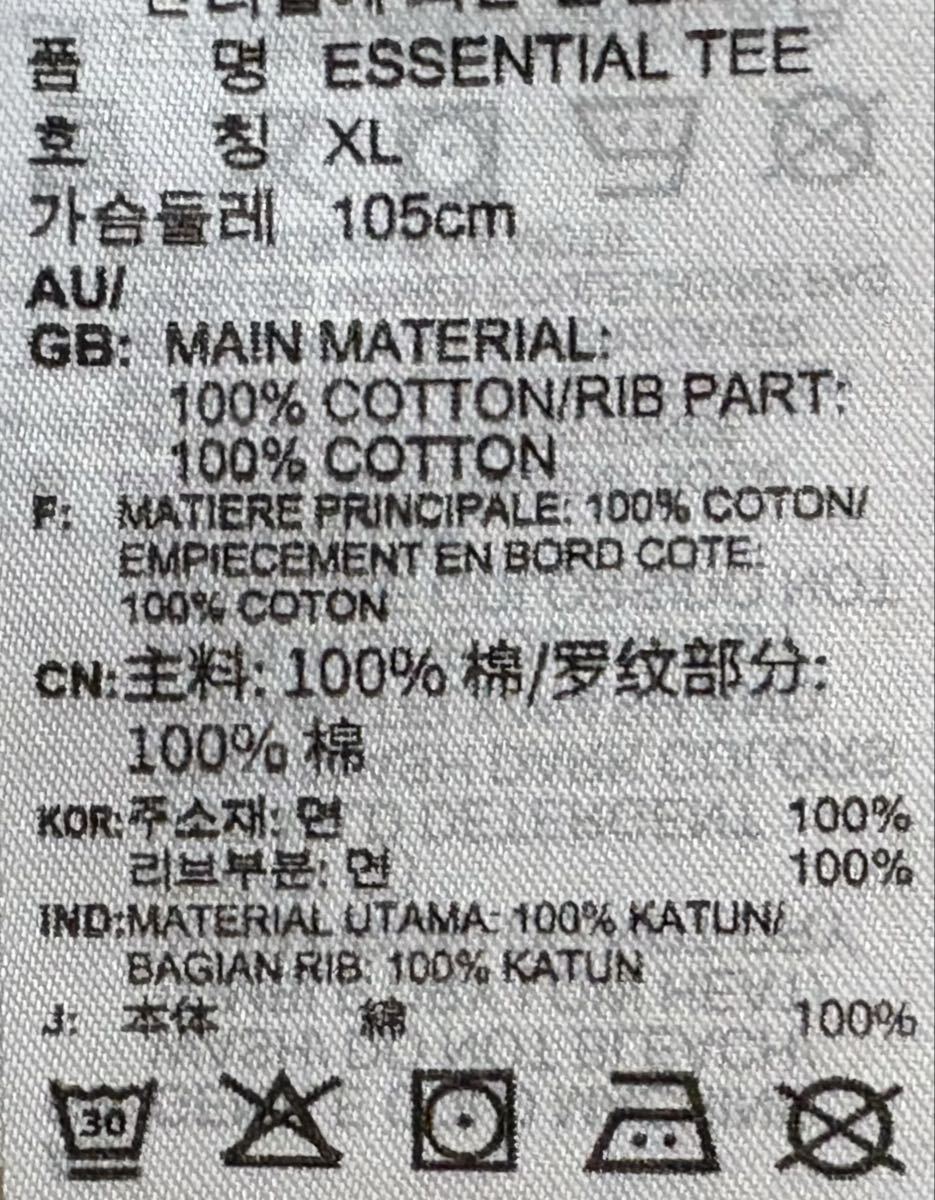 품 명 ESSENTIAL TEE
호 칭 XL
가슴둘레 105cm
AU/
GB: MAIN MATERIAL:
100% COTTON/RIB PART:
100% COTTON
F: MATIERE PRINCIPALE: 100% COTON/
EMPIECEMENT EN BORD COTE:
100% COTON
CN:主料: 100% 棉/罗纹部分:
100% 棉
KOR:주소재: 면 100%
리브부분: 면 100%
IND:MATERIAL UTAMA: 100% KATUN/
BAGIAN RIB: 100% KATUN
J: 本体 綿 100%
30